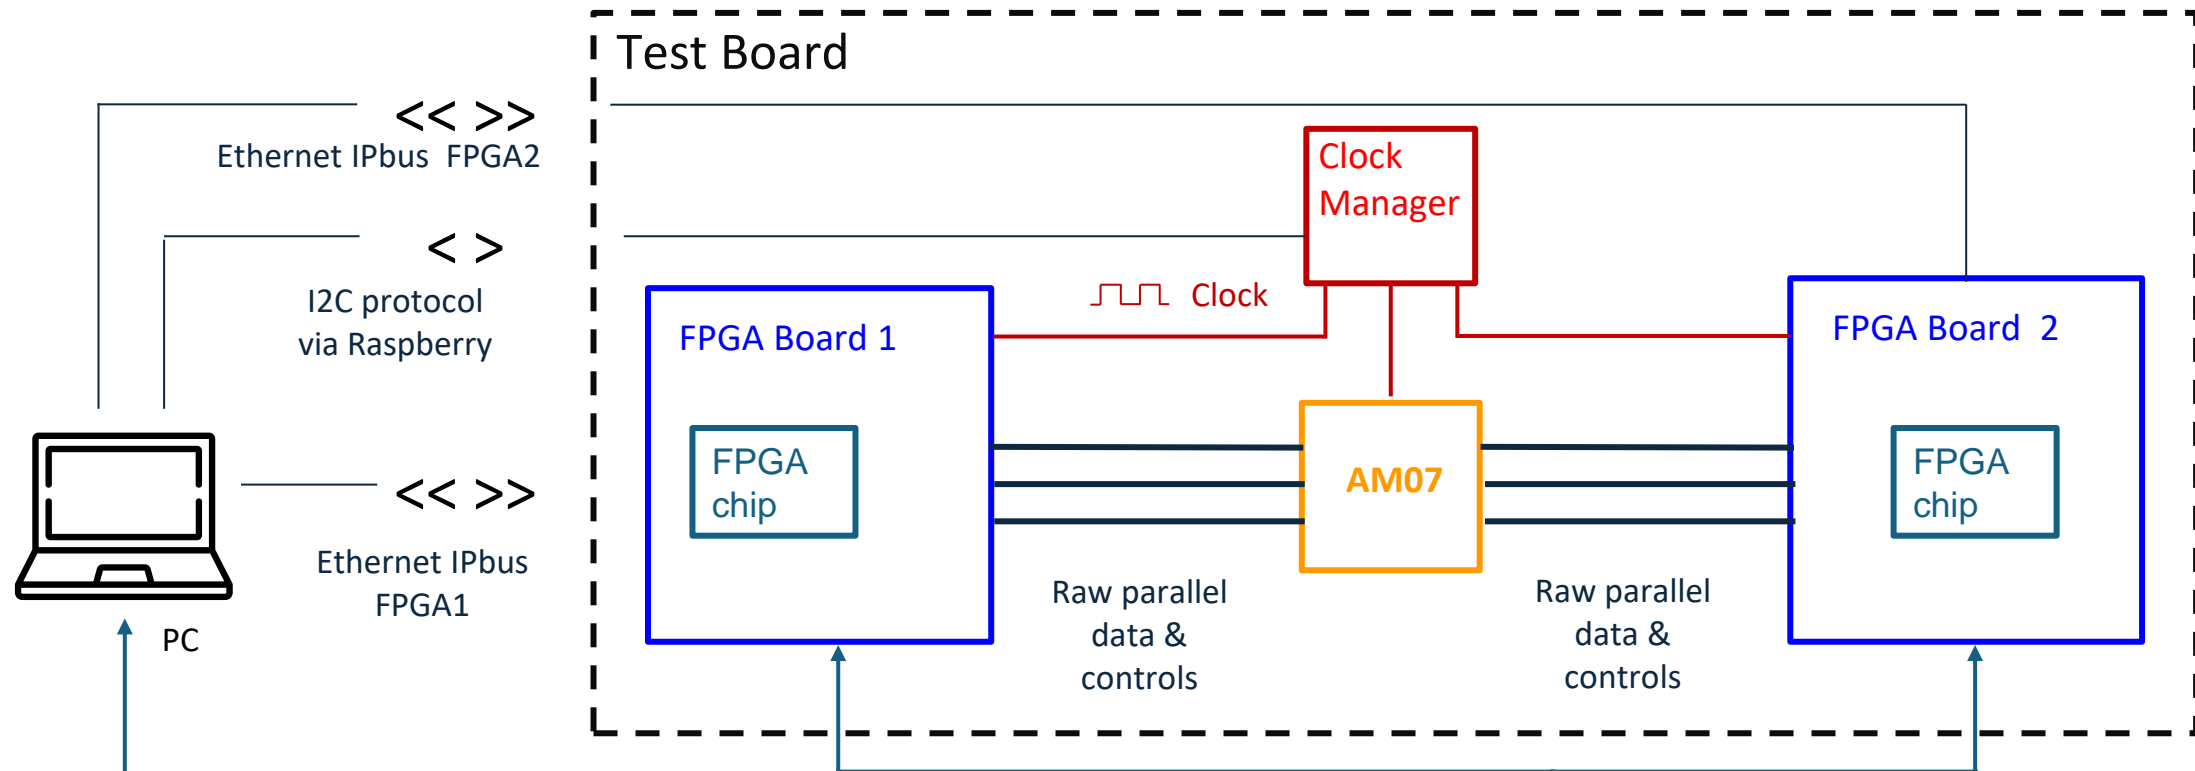 Test Board
<< >>
Ethernet IPbus FPGA2
Clock
Manager
< >
I2C protocol
via Raspberry
Clock
FPGA Board 1
FPGA Board 2
FPGA
chip
AM07
FPGA
chip
<< >>
Ethernet IPbus
FPGA1
PC
Raw parallel
data &
controls
Raw parallel
data &
controls